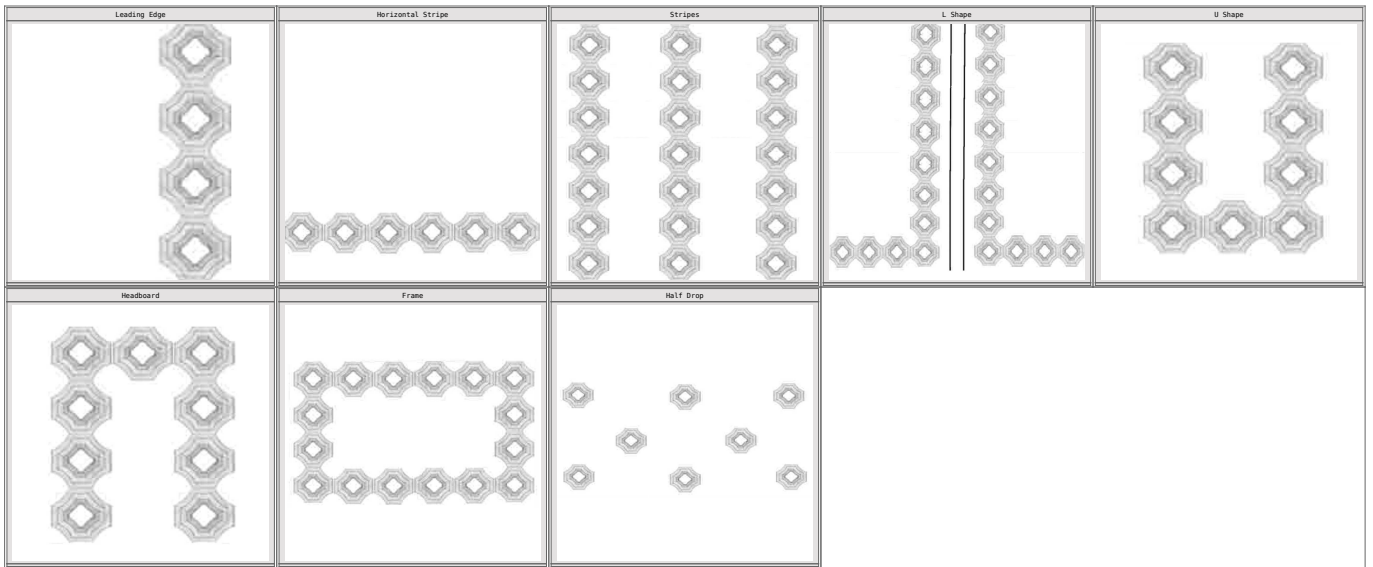 Leading Edge
Horizontal Stripe
Stripes
L Shape
U Shape
Headboard
Frame
Half Drop